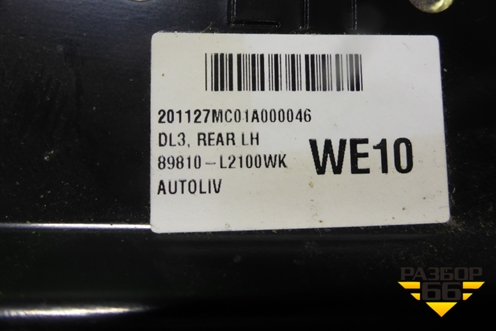 201127MC01A000046
DL3, REAR LH
89810-L2100WK
WE10
AUTOLIV
РАЗБОР
66